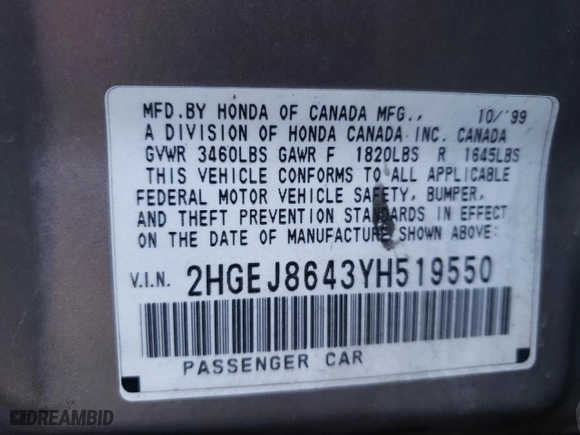 MFD.BY HONDA OF CANADA MFG., 10/'99
A DIVISION OF HONDA CANADA INC. CANADA
GVWR 3460LBS GAWR F 1820LBS R 1645LBS
THIS VEHICLE CONFORMS TO ALL APPLICABLE
FEDERAL MOTOR VEHICLE SAFETY, BUMPER,
AND THEFT PREVENTION STANDARDS IN EFFECT
ON THE DATE OF MANUFACTURE SHOWN ABOVE:
V.I.N. 2HGEJ8643YH519550
PASSENGER CAR
DREAMBID